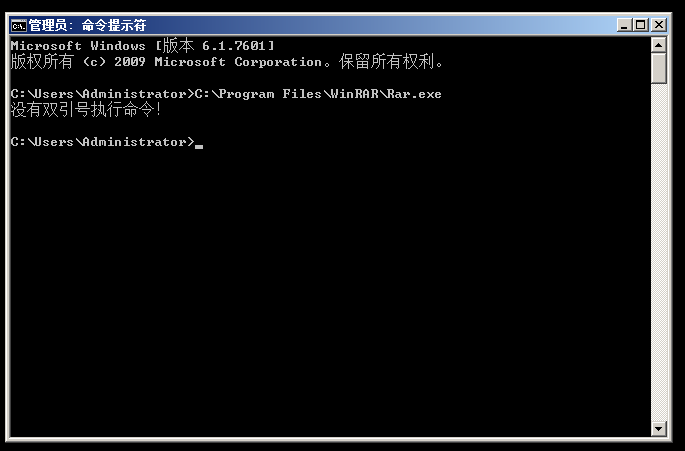 管理员: 命令提示符
Microsoft Windows [版本 6.1.7601]
版权所有 (c) 2009 Microsoft Corporation。保留所有权利。
C:\Users\Administrator>C:\Program Files\WinRAR\Rar.exe
没有双引号执行命令!
C:\Users\Administrator>